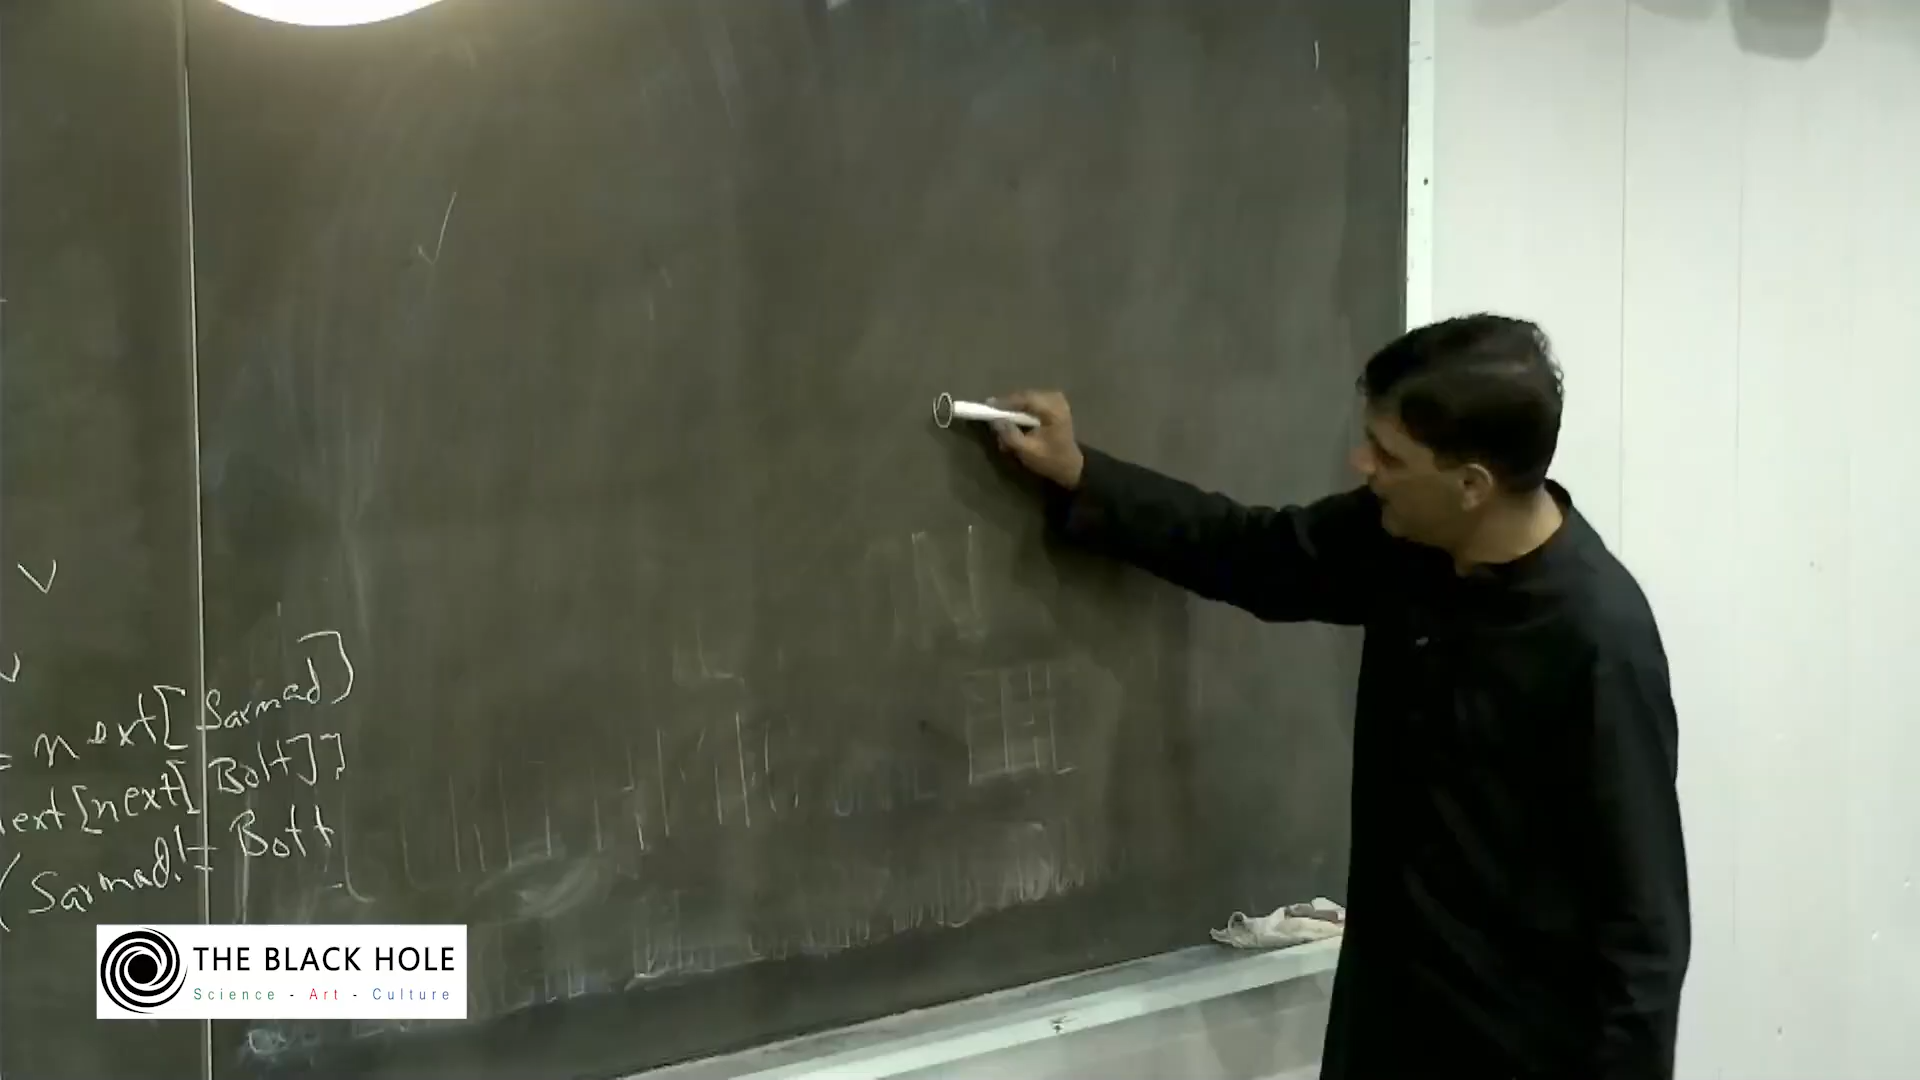 V
= next[Sarmad]
ext[next[Bolt]];
(Sarmad != Bolt
THE BLACK HOLE
Science - Art - Culture